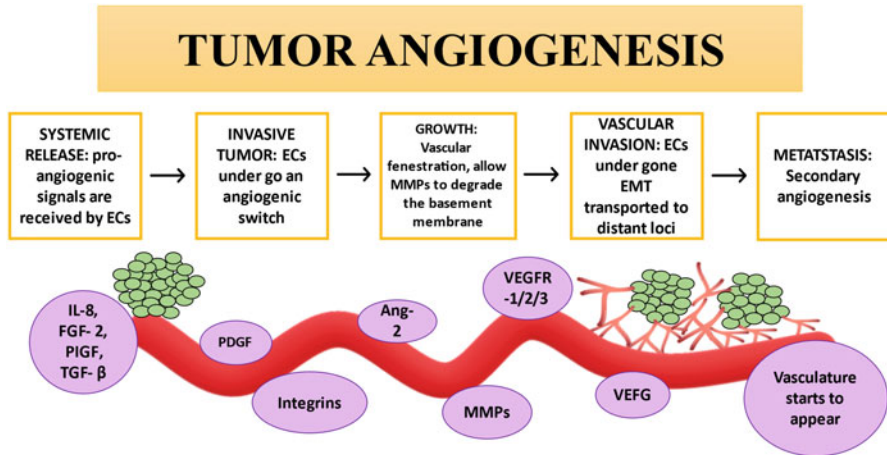 TUMOR ANGIOGENESIS
SYSTEMIC
RELEASE: pro-
angiogenic
signals are
received by ECs
INVASIVE
TUMOR: ECs
under go an
angiogenic
switch
GROWTH:
Vascular
fenestration, allow
MMPs to degrade
the basement
membrane
VASCULAR
INVASION: ECs
under gone
EMT
transported to
distant loci
METATSTASIS:
Secondary
angiogenesis
IL-8,
FGF- 2,
PIGF,
TGF- β
PDGF
Integrins
Ang-
2
MMPs
VEGFR
-1/2/3
VEFG
Vasculature
starts to
appear